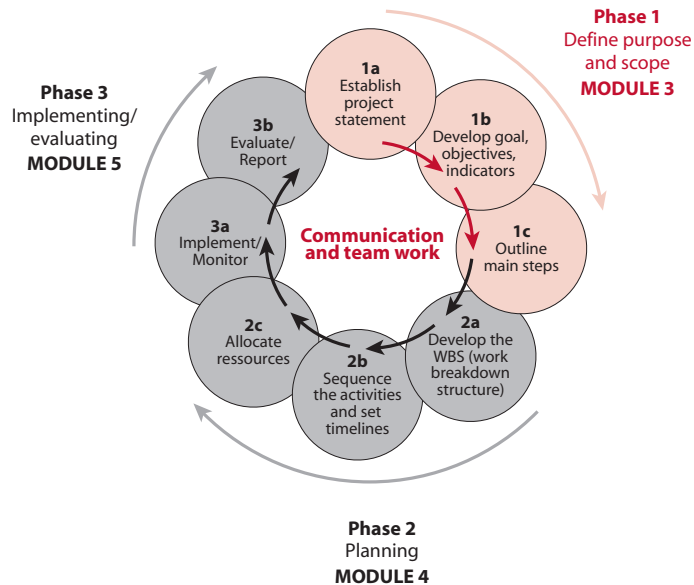 Phase 1
Define purpose
and scope
MODULE 3
1a
Establish
project
statement
1b
Develop goal,
objectives,
indicators
1c
Outline
main steps
2a
Develop the
WBS (work
breakdown
structure)
2b
Sequence
the activities
and set
timelines
2c
Allocate
ressources
3a
Implement/
Monitor
3b
Evaluate/
Report
Phase 3
Implementing/
evaluating
MODULE 5
Communication
and team work
Phase 2
Planning
MODULE 4